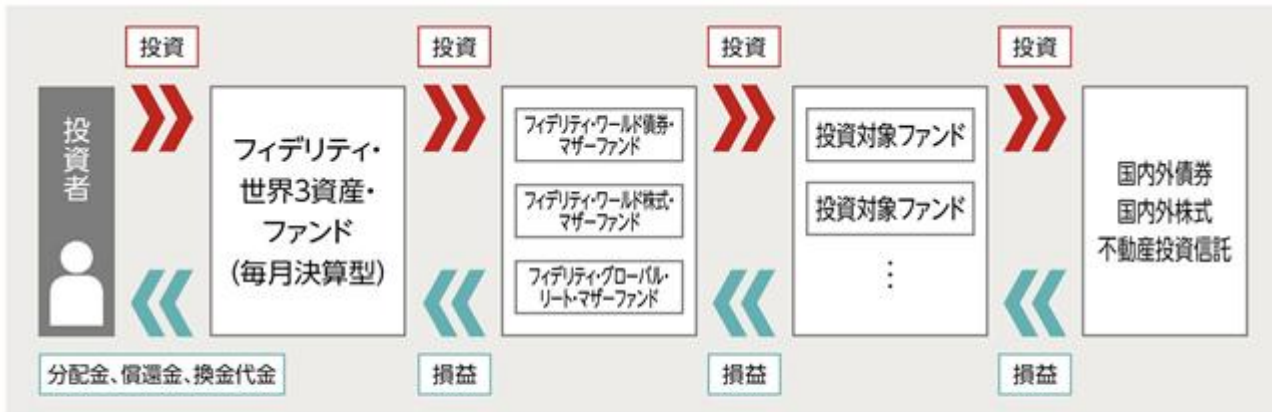 投資
投資
投資
投資
投資者
フィデリティ・
世界3資産・
ファンド
(毎月決算型)
フィデリティ・ワールド債券・
マザーファンド
フィデリティ・ワールド株式・
マザーファンド
フィデリティ・グローバル・
リート・マザーファンド
投資対象ファンド
投資対象ファンド
⋮
国内外債券
国内外株式
不動産投資信託
分配金、償還金、換金代金
損益
損益
損益